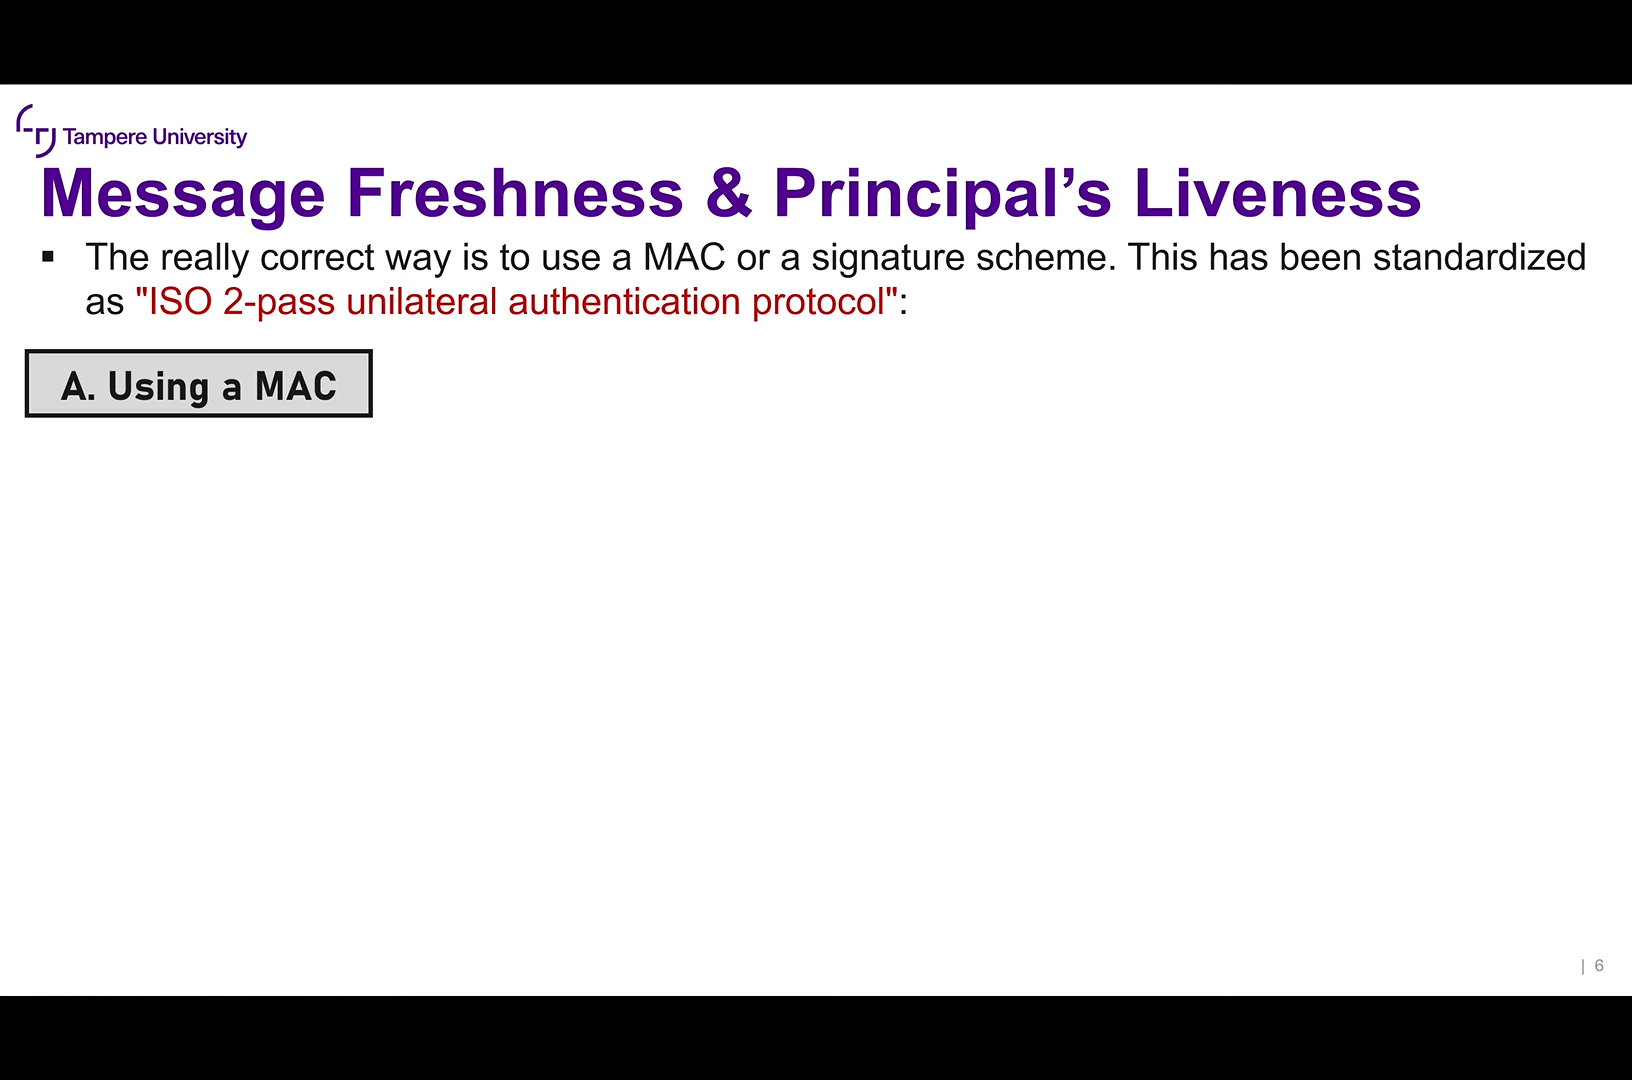 Tampere University
Message Freshness & Principal’s Liveness
▪ The really correct way is to use a MAC or a signature scheme. This has been standardized
as "ISO 2-pass unilateral authentication protocol":
A. Using a MAC
| 6